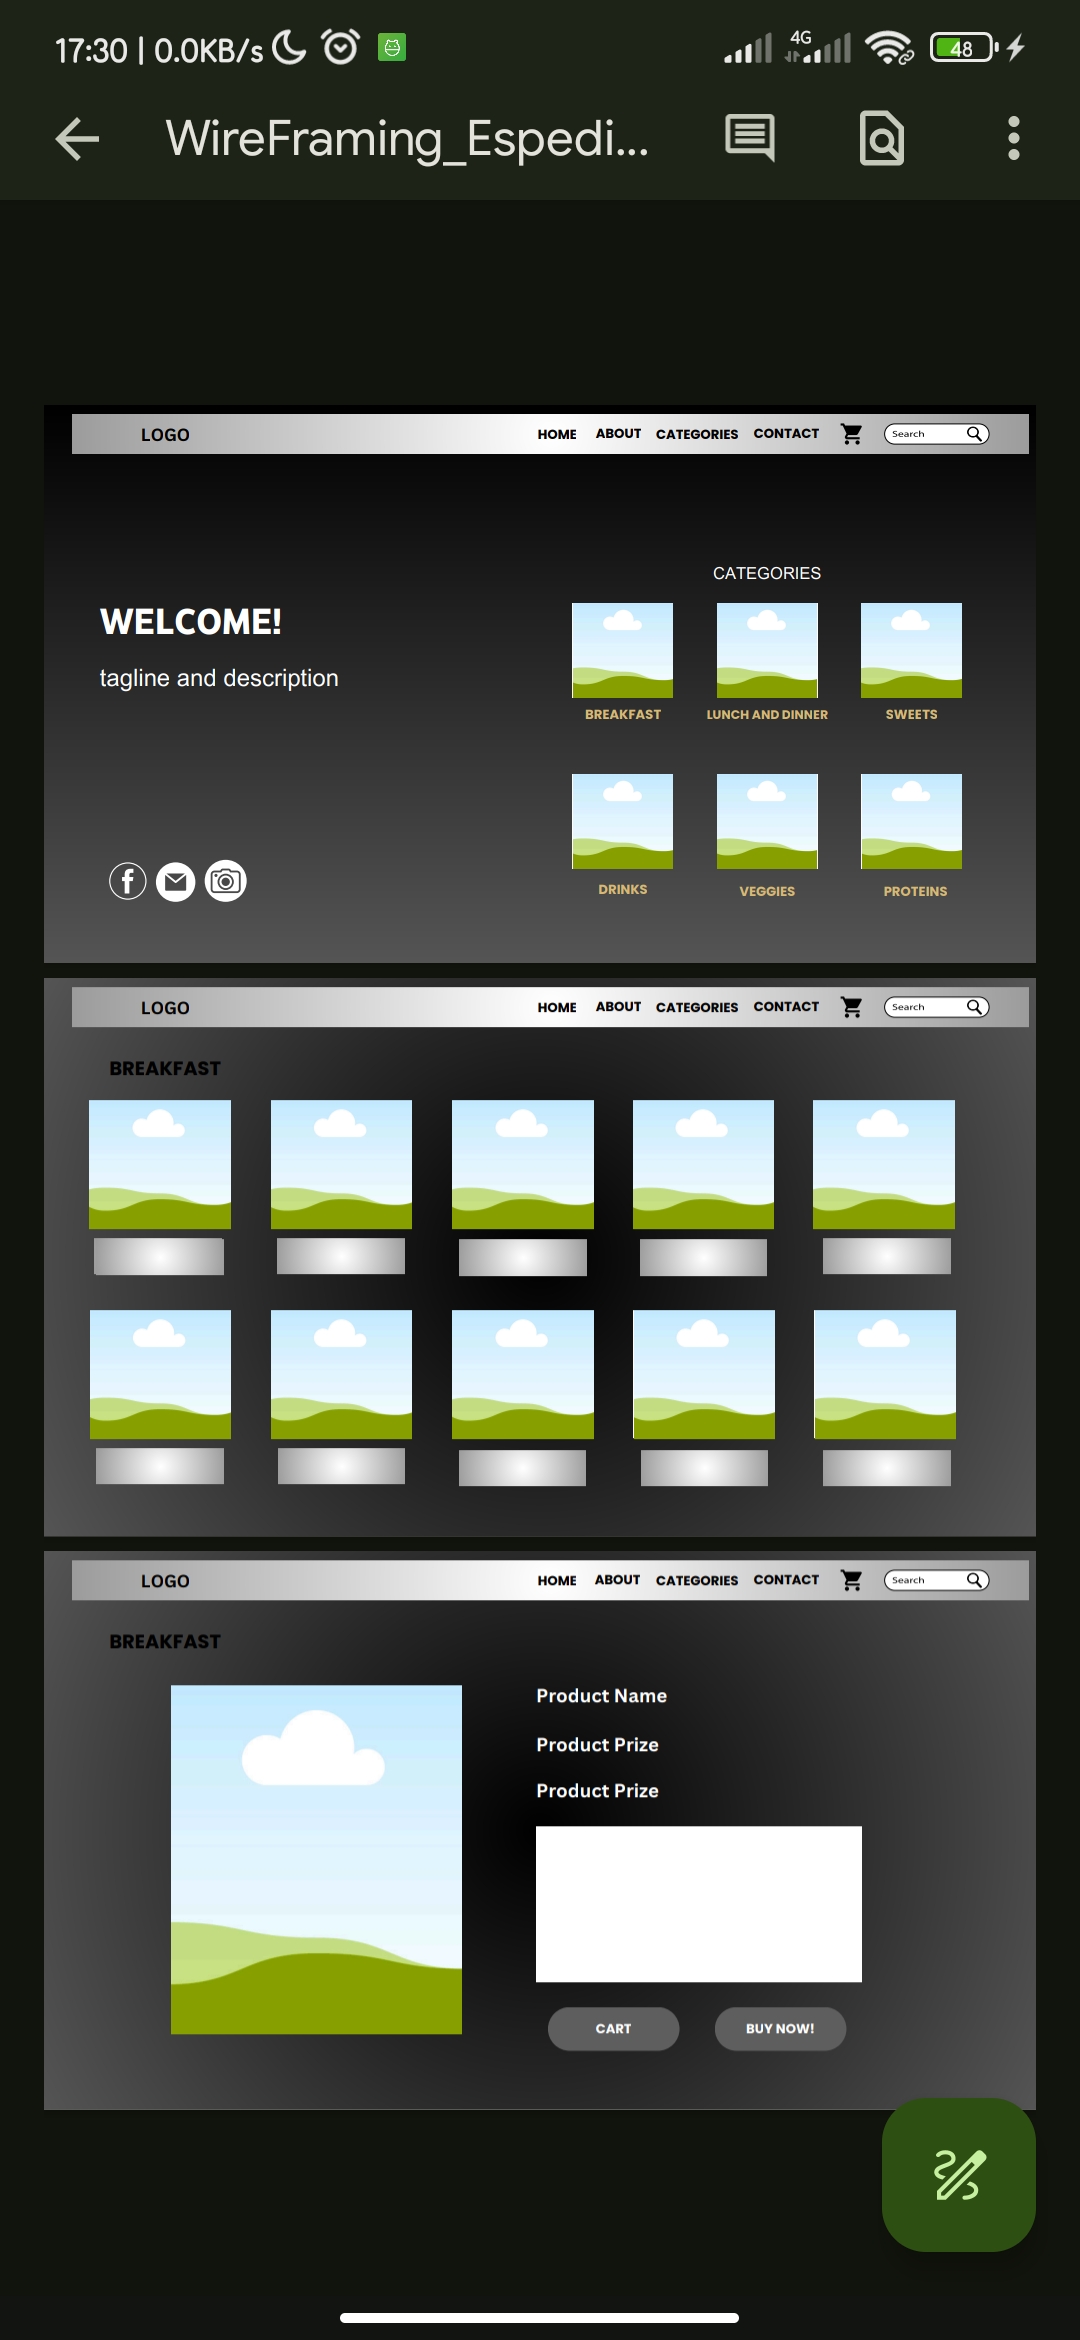 17:30 | 0.0KB/s 4G 48
WireFraming_Espedi...
LOGO HOME ABOUT CATEGORIES CONTACT Search
CATEGORIES
WELCOME!
tagline and description
BREAKFAST LUNCH AND DINNER SWEETS
DRINKS VEGGIES PROTEINS
LOGO HOME ABOUT CATEGORIES CONTACT Search
BREAKFAST
LOGO HOME ABOUT CATEGORIES CONTACT Search
BREAKFAST
Product Name
Product Prize
Product Prize
CART BUY NOW!